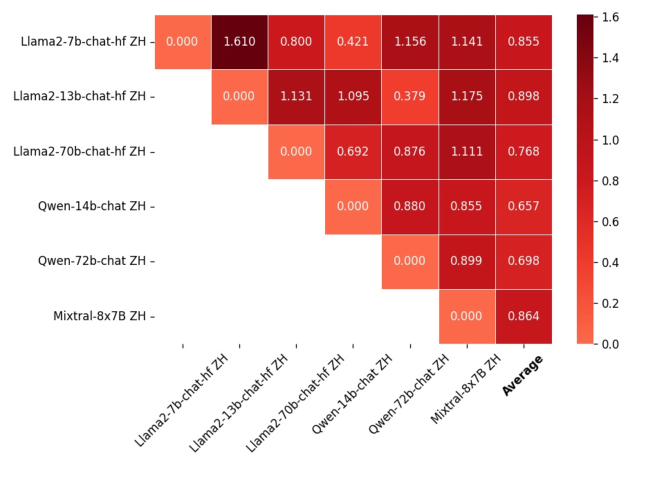 Llama2-7b-chat-hf ZH 0.000 1.610 0.800 0.421 1.156 1.141 0.855
Llama2-13b-chat-hf ZH 0.000 1.131 1.095 0.379 1.175 0.898
Llama2-70b-chat-hf ZH 0.000 0.692 0.876 1.111 0.768
Qwen-14b-chat ZH 0.000 0.880 0.855 0.657
Qwen-72b-chat ZH 0.000 0.899 0.698
Mixtral-8x7B ZH 0.000 0.864
Llama2-7b-chat-hf ZH
Llama2-13b-chat-hf ZH
Llama2-70b-chat-hf ZH
Qwen-14b-chat ZH
Qwen-72b-chat ZH
Mixtral-8x7B ZH
Average
1.6
1.4
1.2
1.0
0.8
0.6
0.4
0.2
0.0